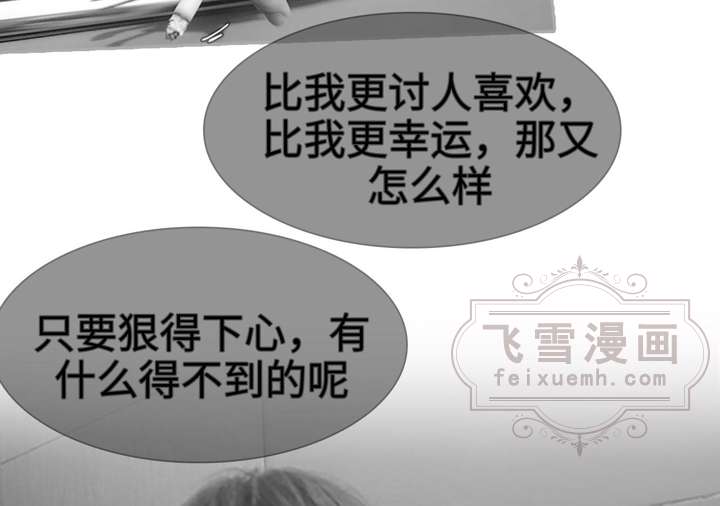 比我更讨人喜欢，
比我更幸运，那又
怎么样
只要狠得下心，有
什么得不到的呢
飞雪漫画
feixuemh.com